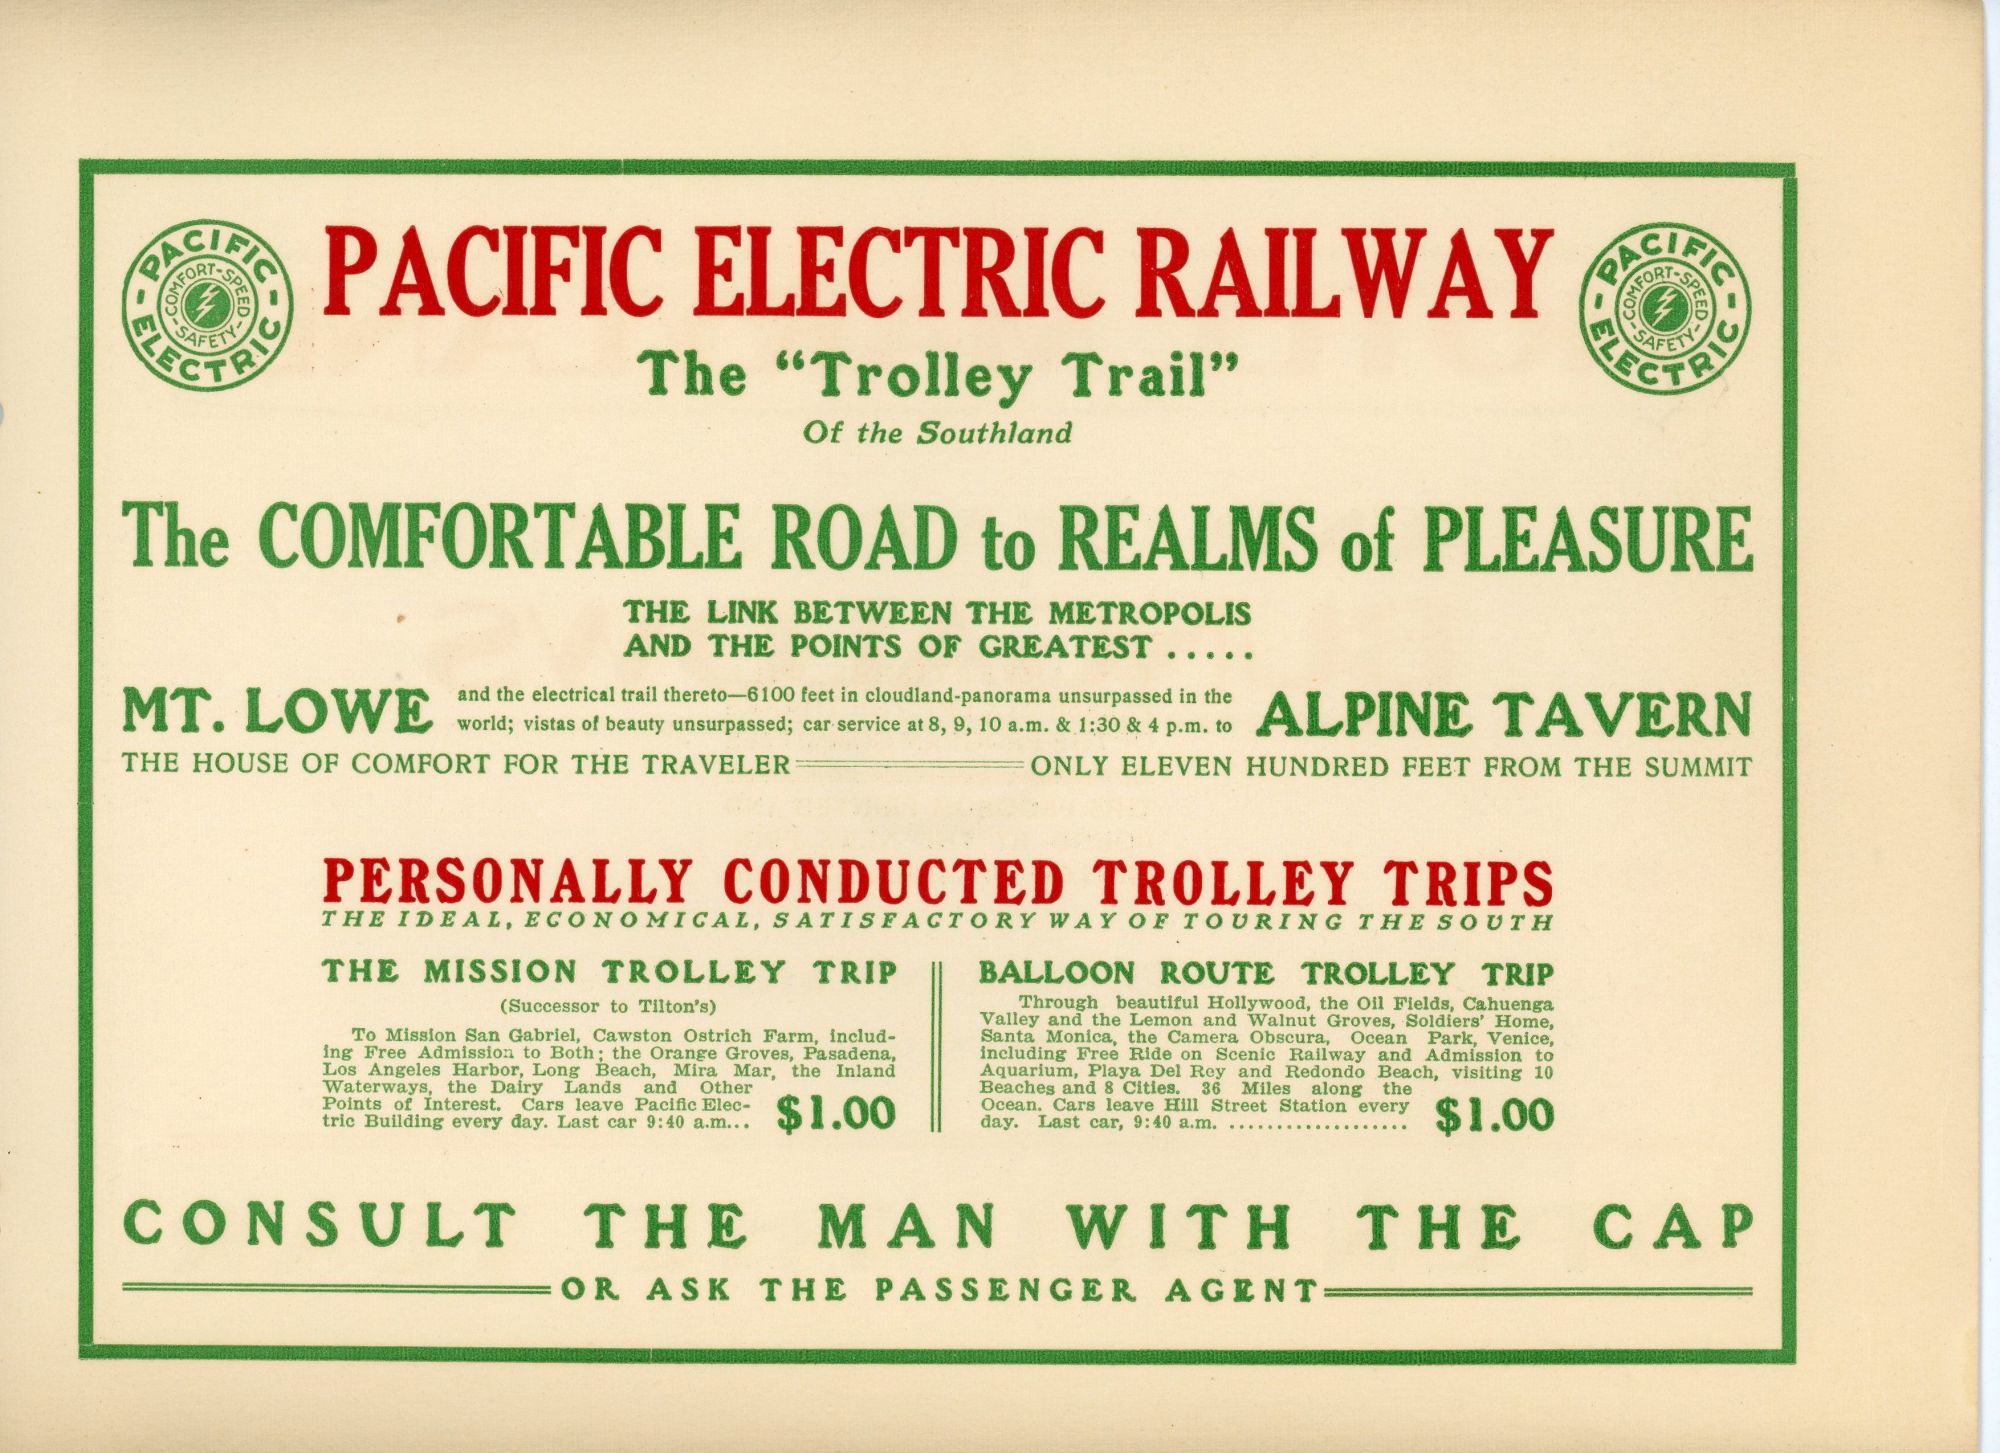 PACIFIC ELECTRIC
COMFORT-SPEED-SAFETY
PACIFIC ELECTRIC RAILWAY
PACIFIC ELECTRIC
COMFORT-SPEED-SAFETY
The "Trolley Trail"
Of the Southland
The COMFORTABLE ROAD to REALMS of PLEASURE
THE LINK BETWEEN THE METROPOLIS
AND THE POINTS OF GREATEST .....
MT. LOWE
and the electrical trail thereto—6100 feet in cloudland-panorama unsurpassed in the
world; vistas of beauty unsurpassed; car service at 8, 9, 10 a.m. & 1:30 & 4 p.m. to
ALPINE TAVERN
THE HOUSE OF COMFORT FOR THE TRAVELER
ONLY ELEVEN HUNDRED FEET FROM THE SUMMIT
PERSONALLY CONDUCTED TROLLEY TRIPS
THE IDEAL, ECONOMICAL, SATISFACTORY WAY OF TOURING THE SOUTH
THE MISSION TROLLEY TRIP
(Successor to Tilton's)
To Mission San Gabriel, Cawston Ostrich Farm, includ-
ing Free Admission to Both; the Orange Groves, Pasadena,
Los Angeles Harbor, Long Beach, Mira Mar, the Inland
Waterways, the Dairy Lands and Other
Points of Interest. Cars leave Pacific Elec-
tric Building every day. Last car 9:40 a.m...
$1.00
BALLOON ROUTE TROLLEY TRIP
Through beautiful Hollywood, the Oil Fields, Cahuenga
Valley and the Lemon and Walnut Groves, Soldiers' Home,
Santa Monica, the Camera Obscura, Ocean Park, Venice,
including Free Ride on Scenic Railway and Admission to
Aquarium, Playa Del Rey and Redondo Beach, visiting 10
Beaches and 8 Cities. 36 Miles along the
Ocean. Cars leave Hill Street Station every
day. Last car, 9:40 a.m. ...................
$1.00
CONSULT THE MAN WITH THE CAP
OR ASK THE PASSENGER AGENT